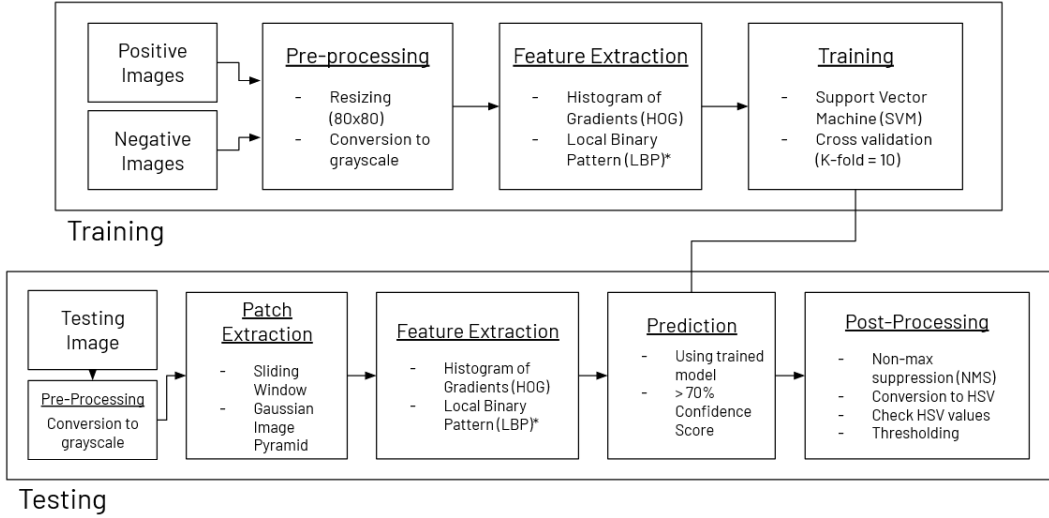 Positive
Images
Negative
Images
Pre-processing
- Resizing
(80x80)
- Conversion to
grayscale
Feature Extraction
- Histogram of
Gradients (HOG)
- Local Binary
Pattern (LBP)*
Training
- Support Vector
Machine (SVM)
- Cross validation
(K-fold = 10)
Training
Testing
Image
Pre-Processing
Conversion to
grayscale
Patch
Extraction
- Sliding
Window
- Gaussian
Image
Pyramid
Feature Extraction
- Histogram of
Gradients (HOG)
- Local Binary
Pattern (LBP)*
Prediction
- Using trained
model
- > 70%
Confidence
Score
Post-Processing
- Non-max
suppression (NMS)
- Conversion to HSV
- Check HSV values
- Thresholding
Testing